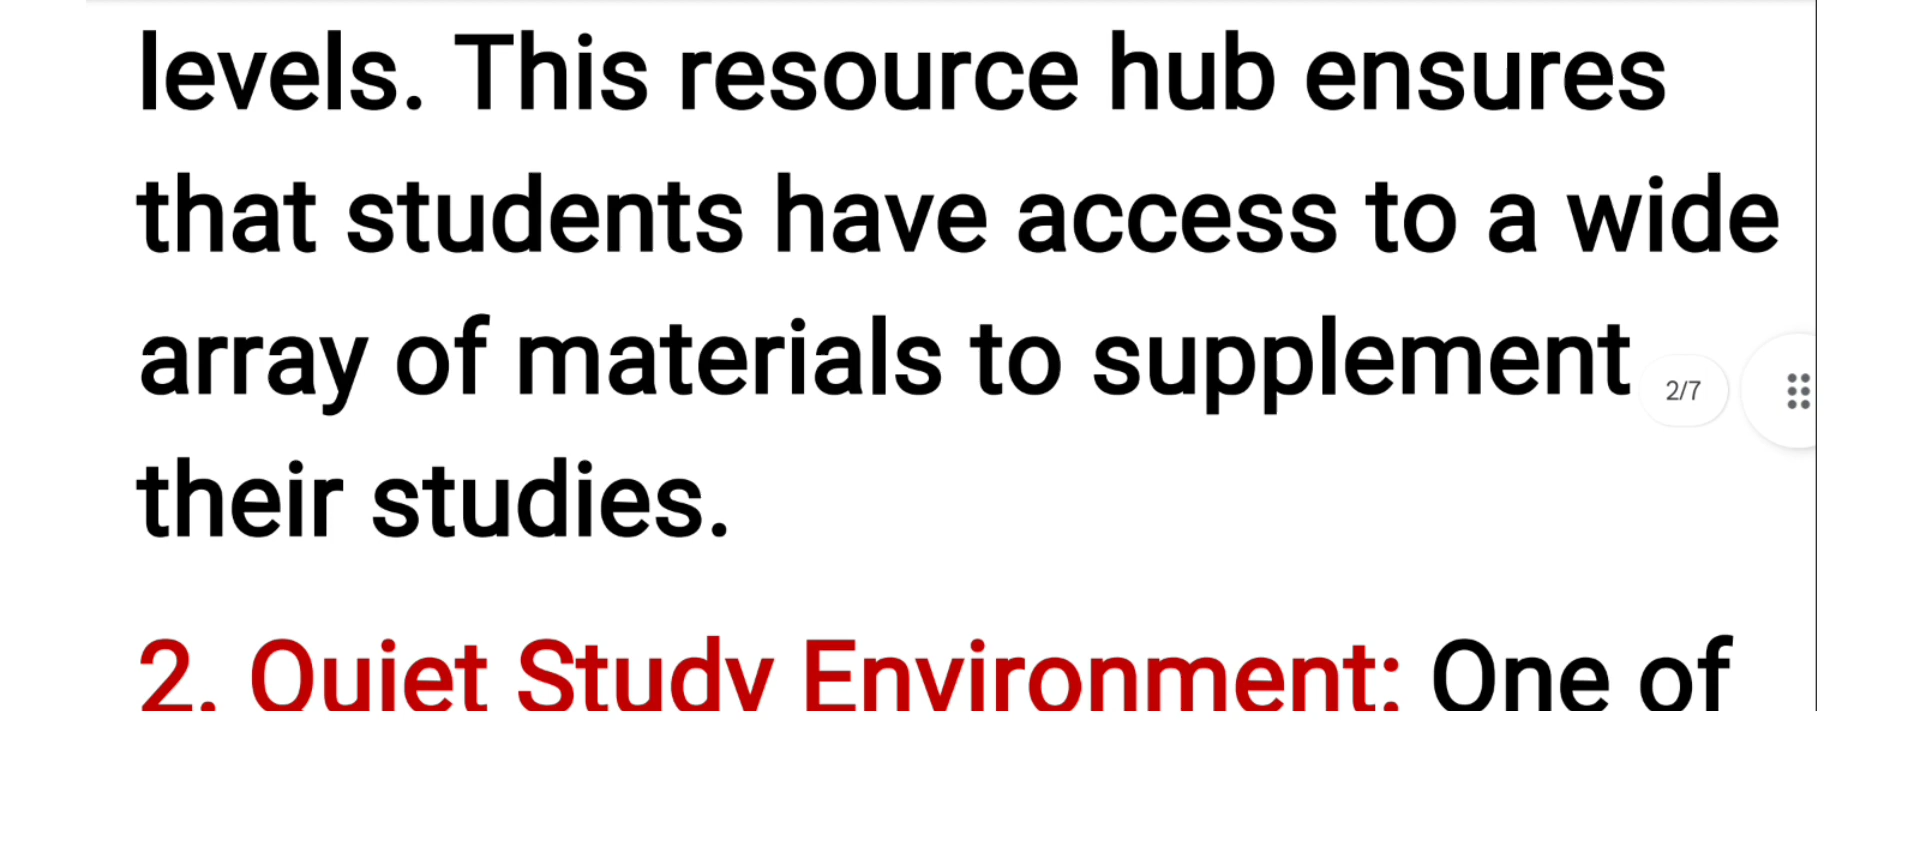 levels. This resource hub ensures
that students have access to a wide
array of materials to supplement
2/7
their studies.
2. Quiet Study Environment: One of